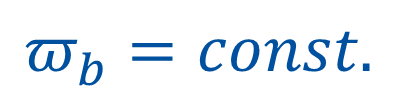 ϖ_b = const.